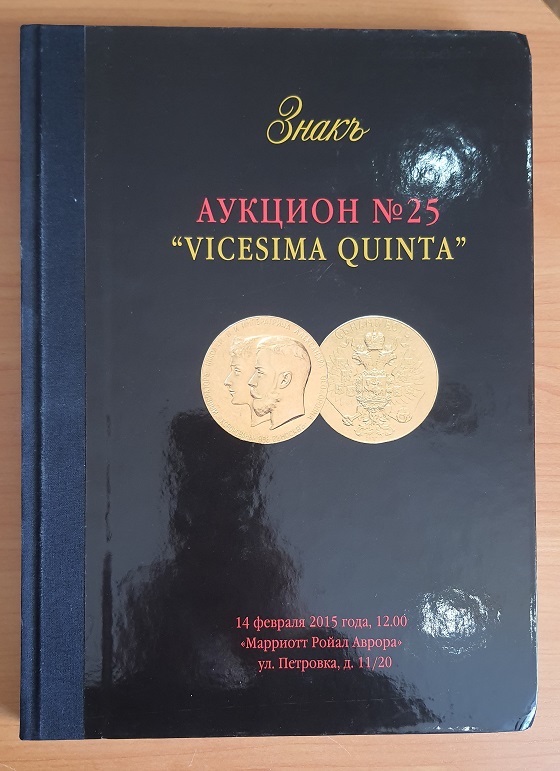 Знакъ
АУКЦИОН №25
“VICESIMA QUINTA”
14 февраля 2015 года, 12.00
«Марриотт Ройал Аврора»
ул. Петровка, д. 11/20